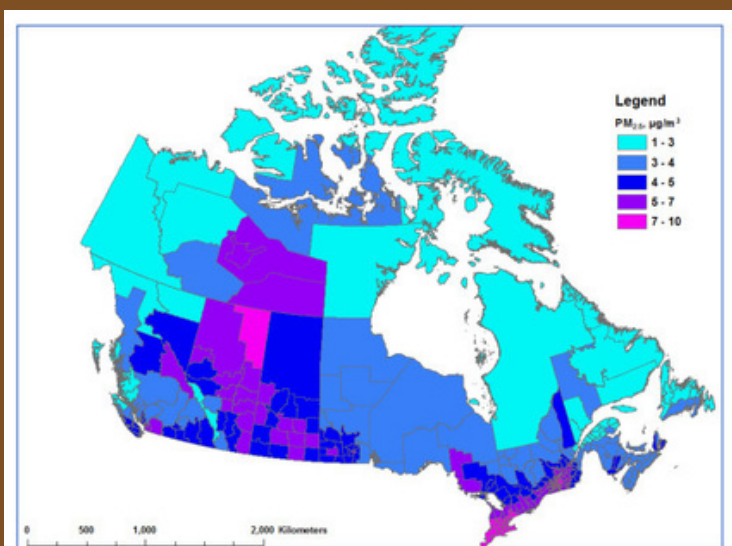 Legend
PM2.5, µg/m³
1 - 3
3 - 4
4 - 5
5 - 7
7 - 10
0 500 1,000 2,000 Kilometers